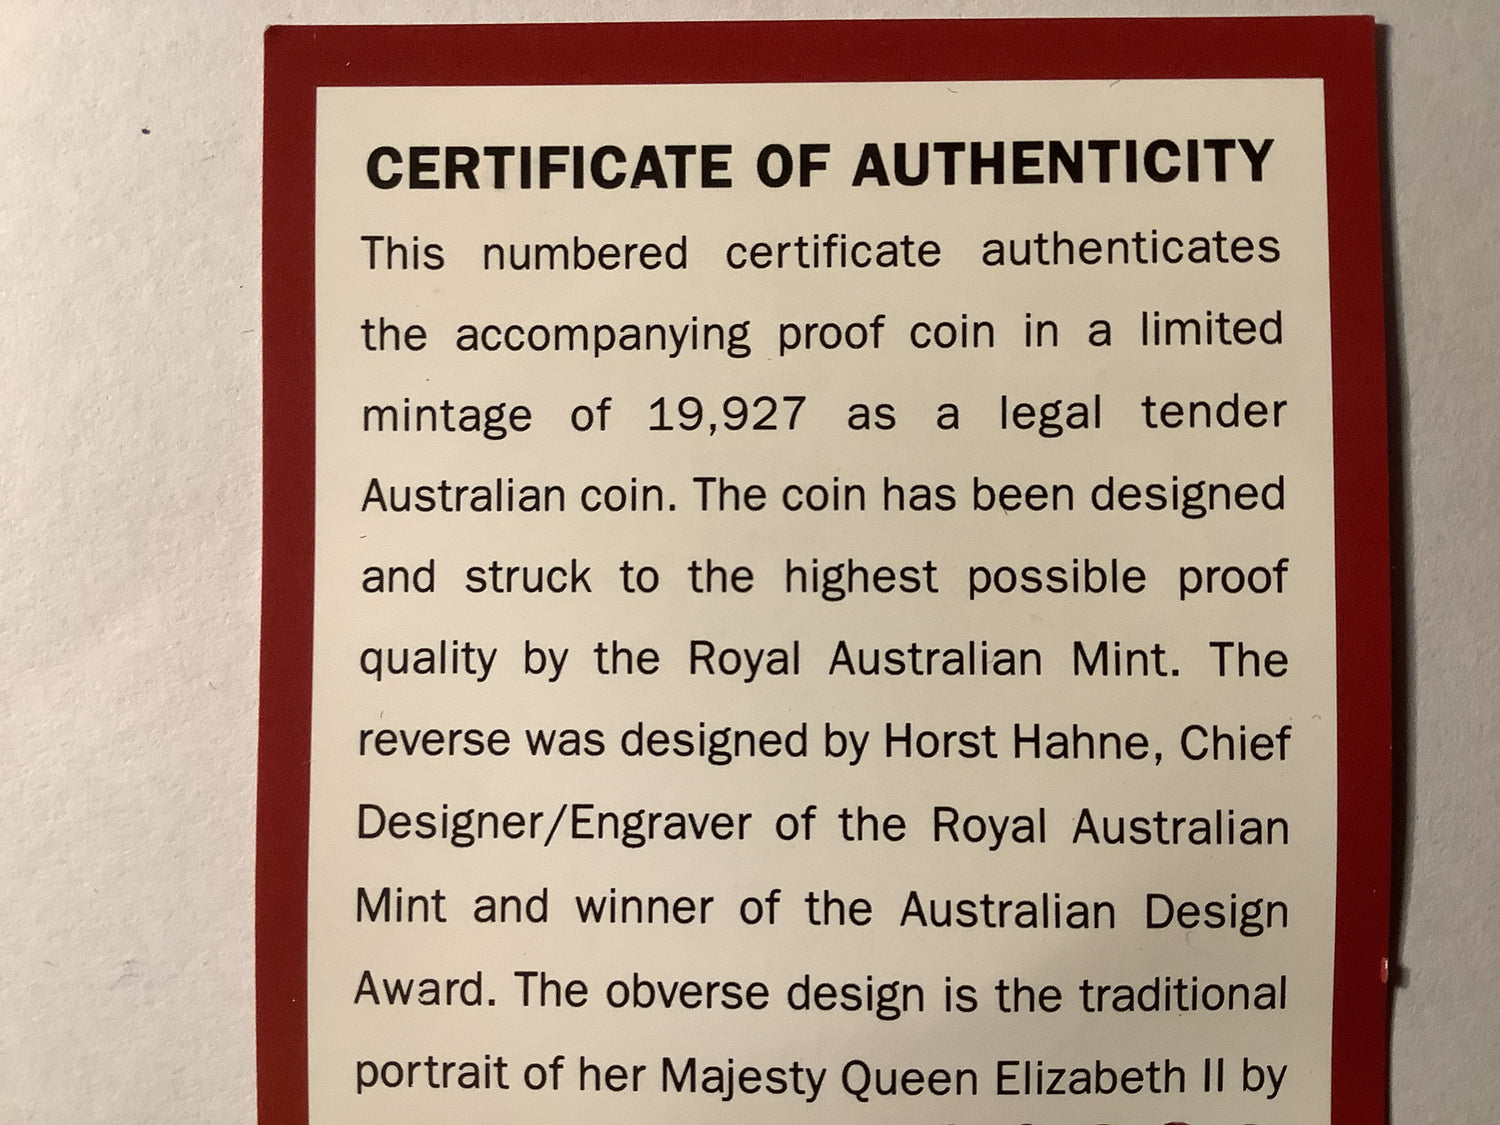 CERTIFICATE OF AUTHENTICITY
This numbered certificate authenticates
the accompanying proof coin in a limited
mintage of 19,927 as a legal tender
Australian coin. The coin has been designed
and struck to the highest possible proof
quality by the Royal Australian Mint. The
reverse was designed by Horst Hahne, Chief
Designer/Engraver of the Royal Australian
Mint and winner of the Australian Design
Award. The obverse design is the traditional
portrait of her Majesty Queen Elizabeth II by